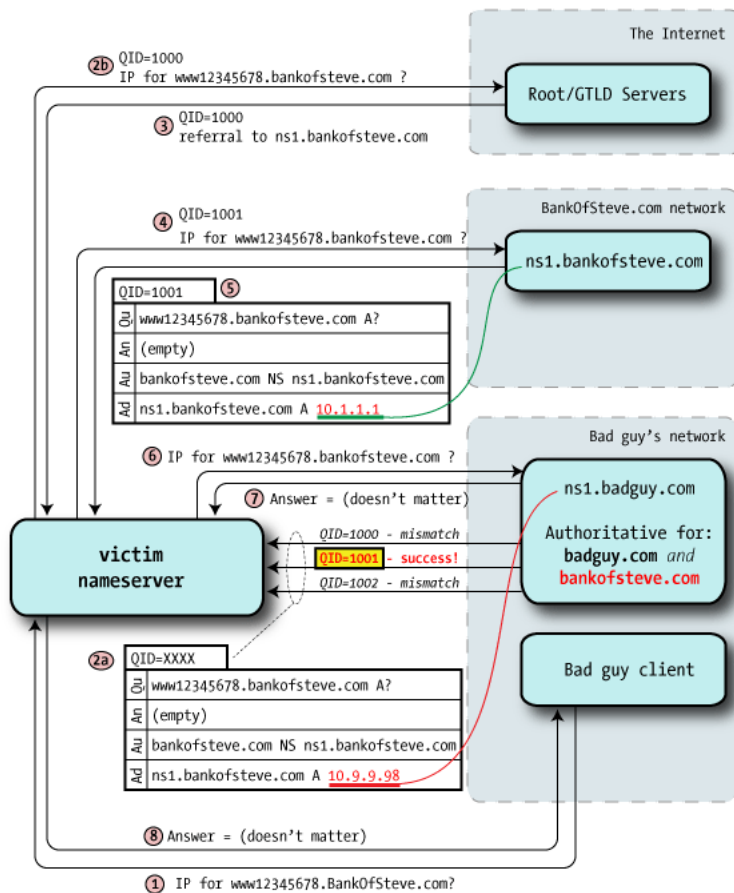 The Internet
2b QID=1000
IP for www12345678.bankofsteve.com ?
Root/GTLD Servers
3 QID=1000
referral to ns1.bankofsteve.com
BankOfSteve.com network
4 QID=1001
IP for www12345678.bankofsteve.com ?
ns1.bankofsteve.com
QID=1001 5
Qu www12345678.bankofsteve.com A?
An (empty)
Au bankofsteve.com NS ns1.bankofsteve.com
Ad ns1.bankofsteve.com A 10.1.1.1
Bad guy's network
6 IP for www12345678.bankofsteve.com ?
7 Answer = (doesn't matter)
ns1.badguy.com
Authoritative for:
badguy.com and
bankofsteve.com
victim
nameserver
QID=1000 - mismatch
QID=1001 - success!
QID=1002 - mismatch
2a QID=XXXX
Qu www12345678.bankofsteve.com A?
An (empty)
Au bankofsteve.com NS ns1.bankofsteve.com
Ad ns1.bankofsteve.com A 10.9.9.98
Bad guy client
8 Answer = (doesn't matter)
1 IP for www12345678.BankOfSteve.com?